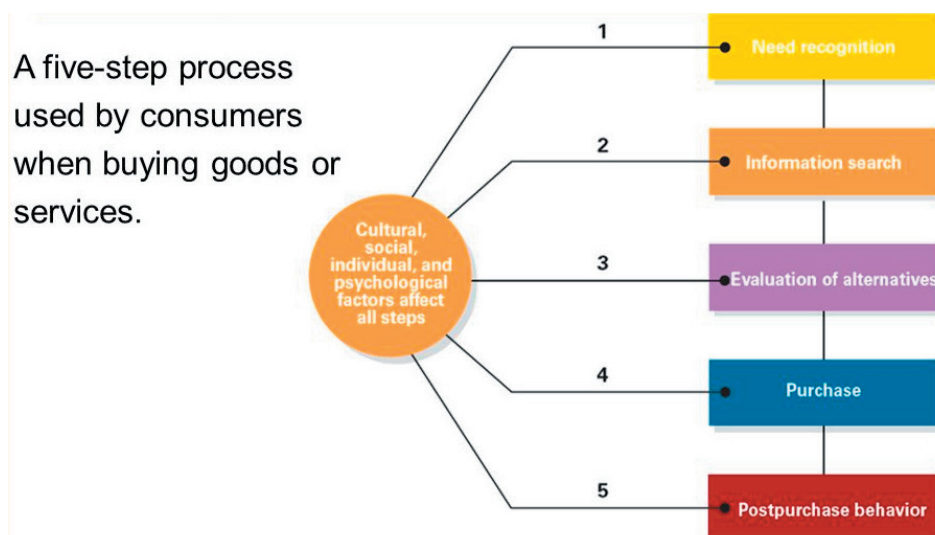 A five-step process
used by consumers
when buying goods or
services.
Cultural,
social,
individual, and
psychological
factors affect
all steps
1
Need recognition
2
Information search
3
Evaluation of alternatives
4
Purchase
5
Postpurchase behavior